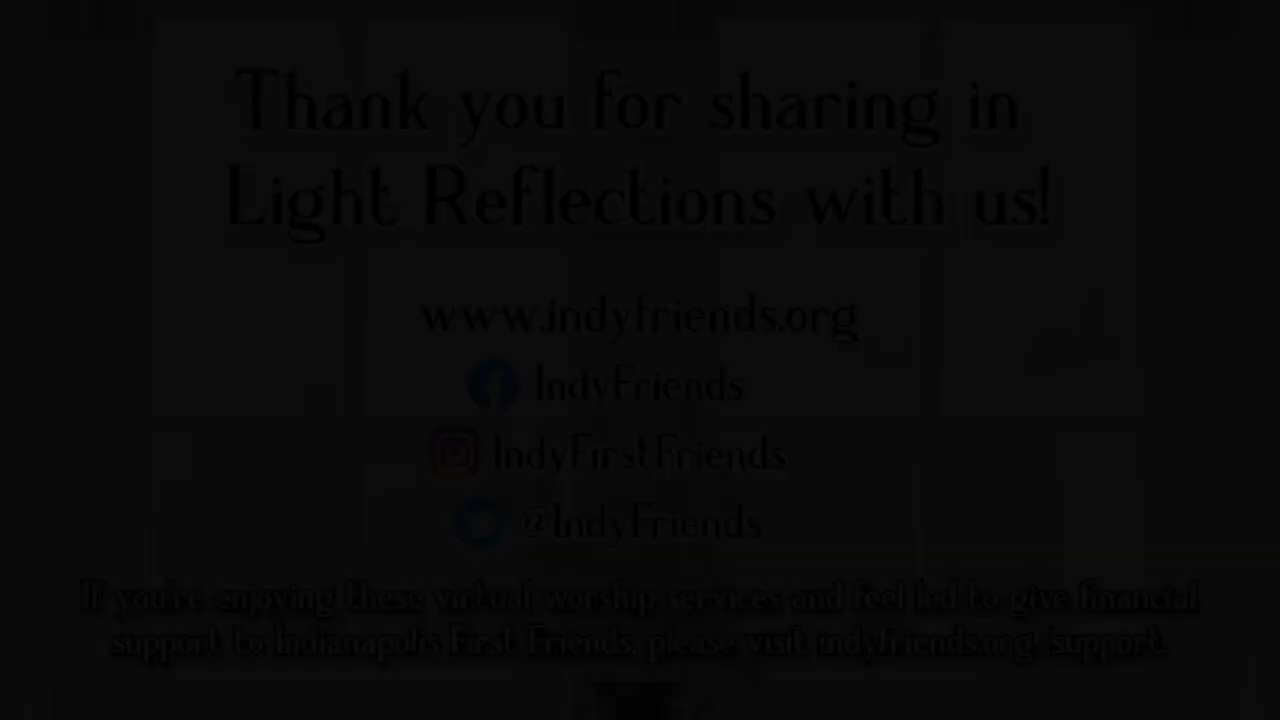 Thank you for sharing in
Light Reflections with us!
www.indyfriends.org
IndyFriends
IndyFirstFriends
@IndyFriends
If you're enjoying these virtual worship services and feel led to give financial
support to Indianapolis First Friends, please visit indyfriends.org/support.